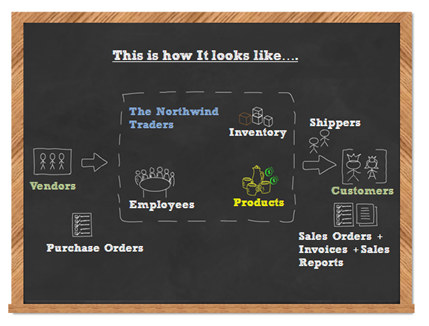 This is how It looks like….
The Northwind
Traders
Inventory
Shippers
Vendors
Employees
Products
Customers
Purchase Orders
Sales Orders +
Invoices +Sales
Reports